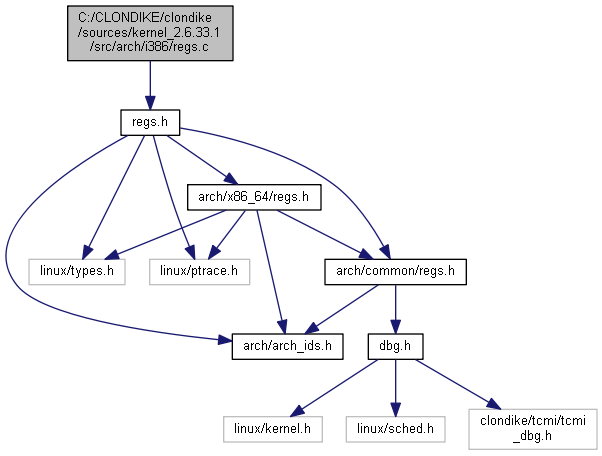 C:/CLONDIKE/clondike
/sources/kernel_2.6.33.1
/src/arch/i386/regs.c
regs.h
arch/x86_64/regs.h
linux/types.h
linux/ptrace.h
arch/common/regs.h
arch/arch_ids.h
dbg.h
linux/kernel.h
linux/sched.h
clondike/tcmi/tcmi
_dbg.h